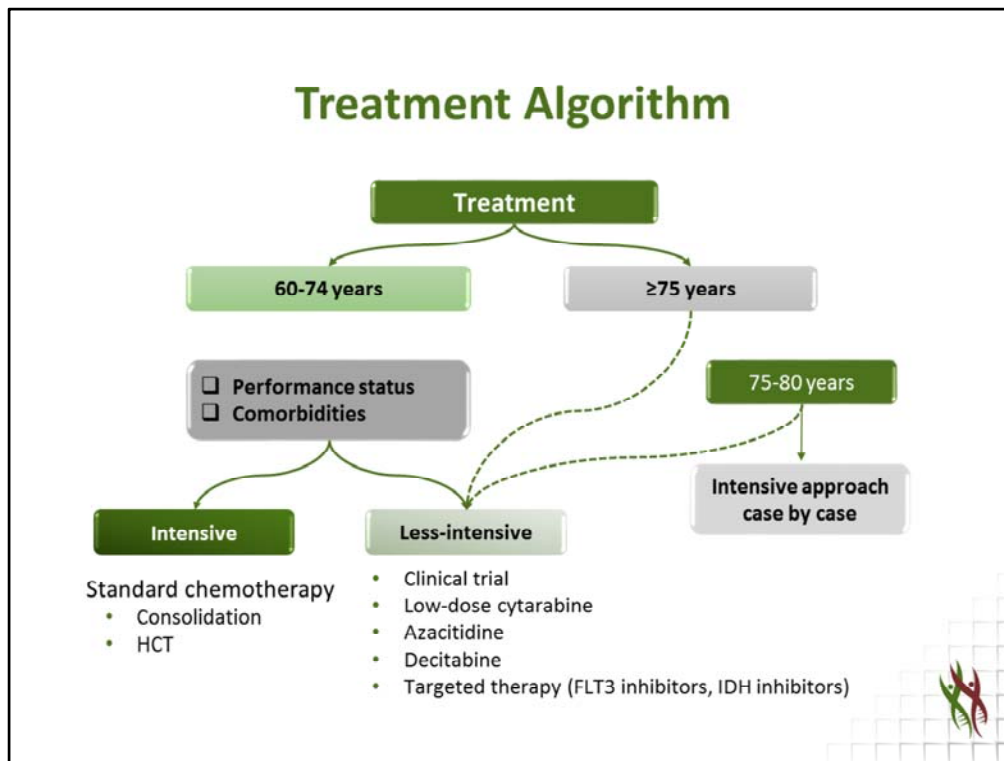 Treatment Algorithm
Treatment
60-74 years
≥75 years
❑ Performance status
❑ Comorbidities
75-80 years
Intensive approach
case by case
Intensive
Less-intensive
Standard chemotherapy
• Consolidation
• HCT
• Clinical trial
• Low-dose cytarabine
• Azacitidine
• Decitabine
• Targeted therapy (FLT3 inhibitors, IDH inhibitors)